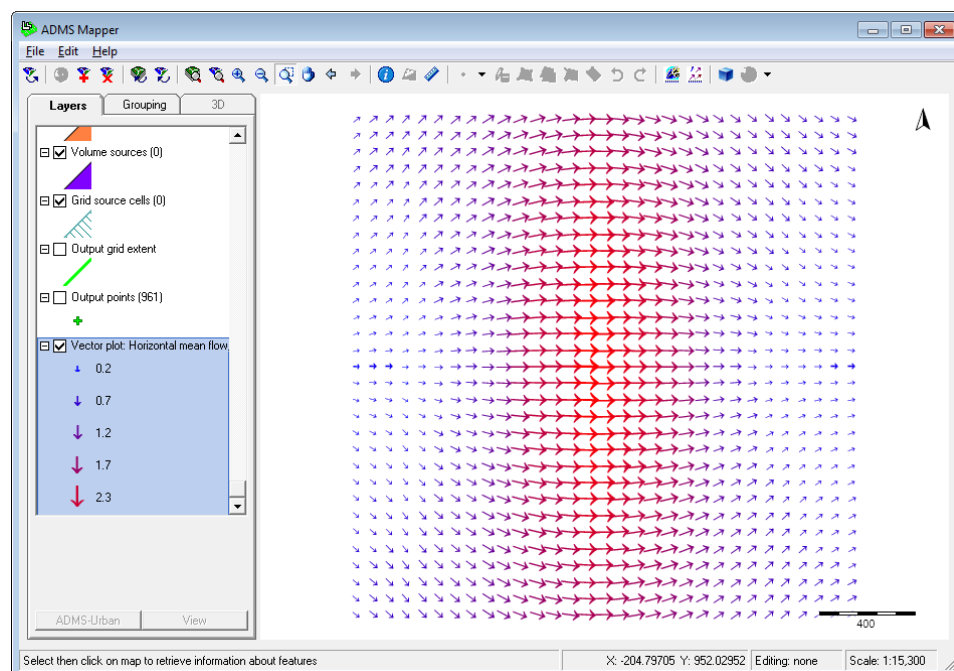 ADMS Mapper
File Edit Help
Layers Grouping 3D
Volume sources (0)
Grid source cells (0)
Output grid extent
Output points (961)
Vector plot: Horizontal mean flow
0.2
0.7
1.2
1.7
2.3
400
ADMS-Urban View
Select then click on map to retrieve information about features X: -204.79705 Y: 952.02952 Editing: none Scale: 1:15,300